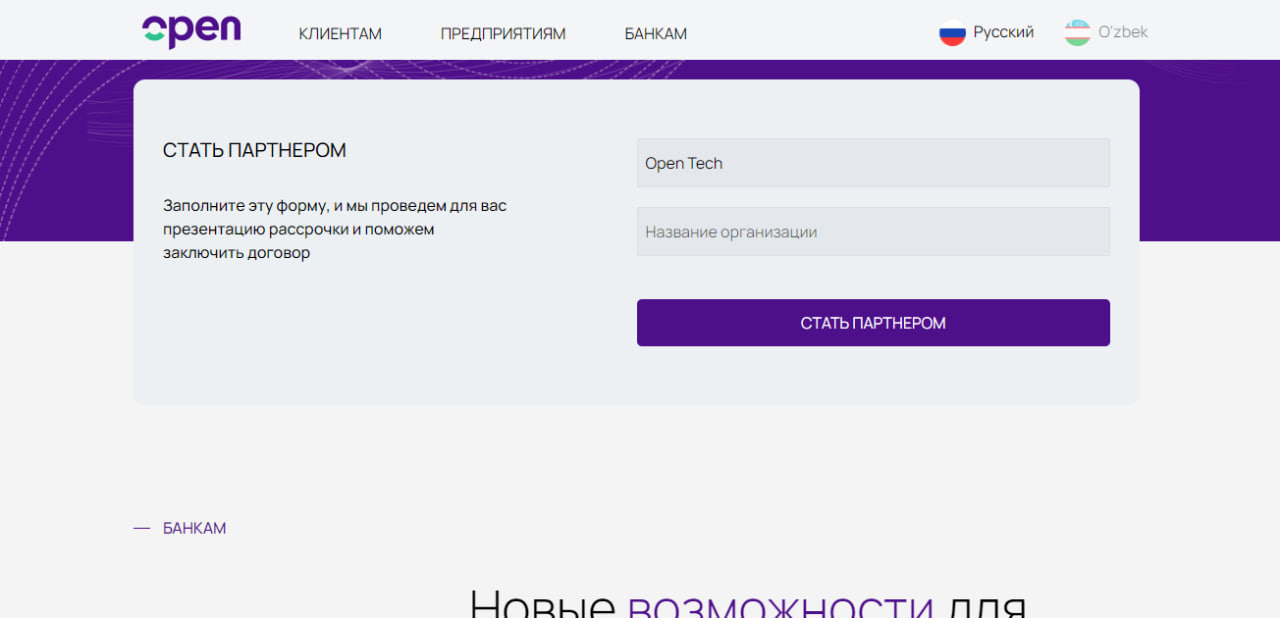 open
КЛИЕНТАМ
ПРЕДПРИЯТИЯМ
БАНКАМ
Русский
O'zbek
СТАТЬ ПАРТНЕРОМ
Заполните эту форму, и мы проведем для вас
презентацию рассрочки и поможем
заключить договор
Open Tech
Название организации
СТАТЬ ПАРТНЕРОМ
— БАНКАМ
Новые возможности для